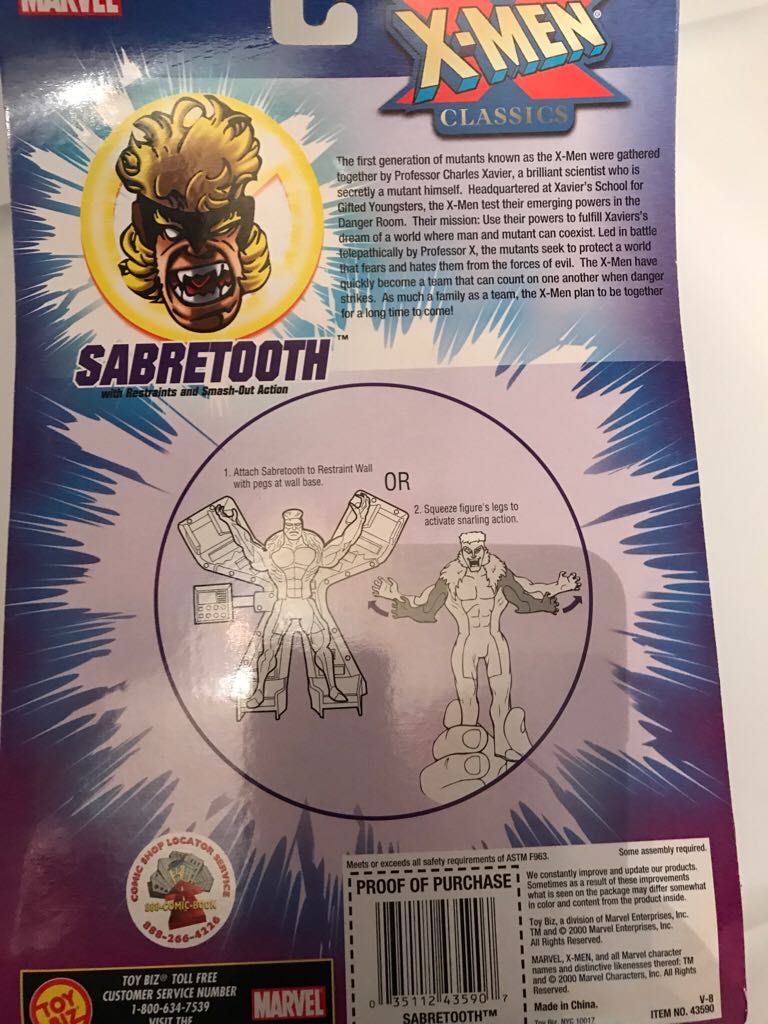 MARVEL
X-MEN®
CLASSICS
The first generation of mutants known as the X-Men were gathered
together by Professor Charles Xavier, a brilliant scientist who is
secretly a mutant himself. Headquartered at Xavier's School for
Gifted Youngsters, the X-Men test their emerging powers in the
Danger Room. Their mission: Use their powers to fulfill Xaviers's
dream of a world where man and mutant can coexist. Led in battle
telepathically by Professor X, the mutants seek to protect a world
that fears and hates them from the forces of evil. The X-Men have
quickly become a team that can count on one another when danger
strikes. As much a family as a team, the X-Men plan to be together
for a long time to come!
SABRETOOTH™
with Restraints and Smash-Out Action
1. Attach Sabretooth to Restraint Wall
with pegs at wall base.
OR
2. Squeeze figure's legs to
activate snarling action.
COMIC SHOP LOCATOR SERVICE
888-COMIC-BOOK
888-266-4226
Meets or exceeds all safety requirements of ASTM F963.
Some assembly required.
PROOF OF PURCHASE
0 35112 43590 7
SABRETOOTH™
We constantly improve and update our products.
Sometimes as a result of these improvements
what is seen on the package may differ somewhat
in color and content from the product inside.
Toy Biz, a division of Marvel Enterprises, Inc.
TM and © 2000 Marvel Enterprises, Inc.
All Rights Reserved.
MARVEL, X-MEN, and all Marvel character
names and distinctive likenesses thereof: TM
and © 2000 Marvel Characters, Inc. All Rights
Reserved.
Made in China.
V-8
ITEM NO. 43590
Toy Biz, NYC 10017
TOY BIZ
TOY BIZ® TOLL FREE
CUSTOMER SERVICE NUMBER
1-800-634-7539
VISIT THE
MARVEL